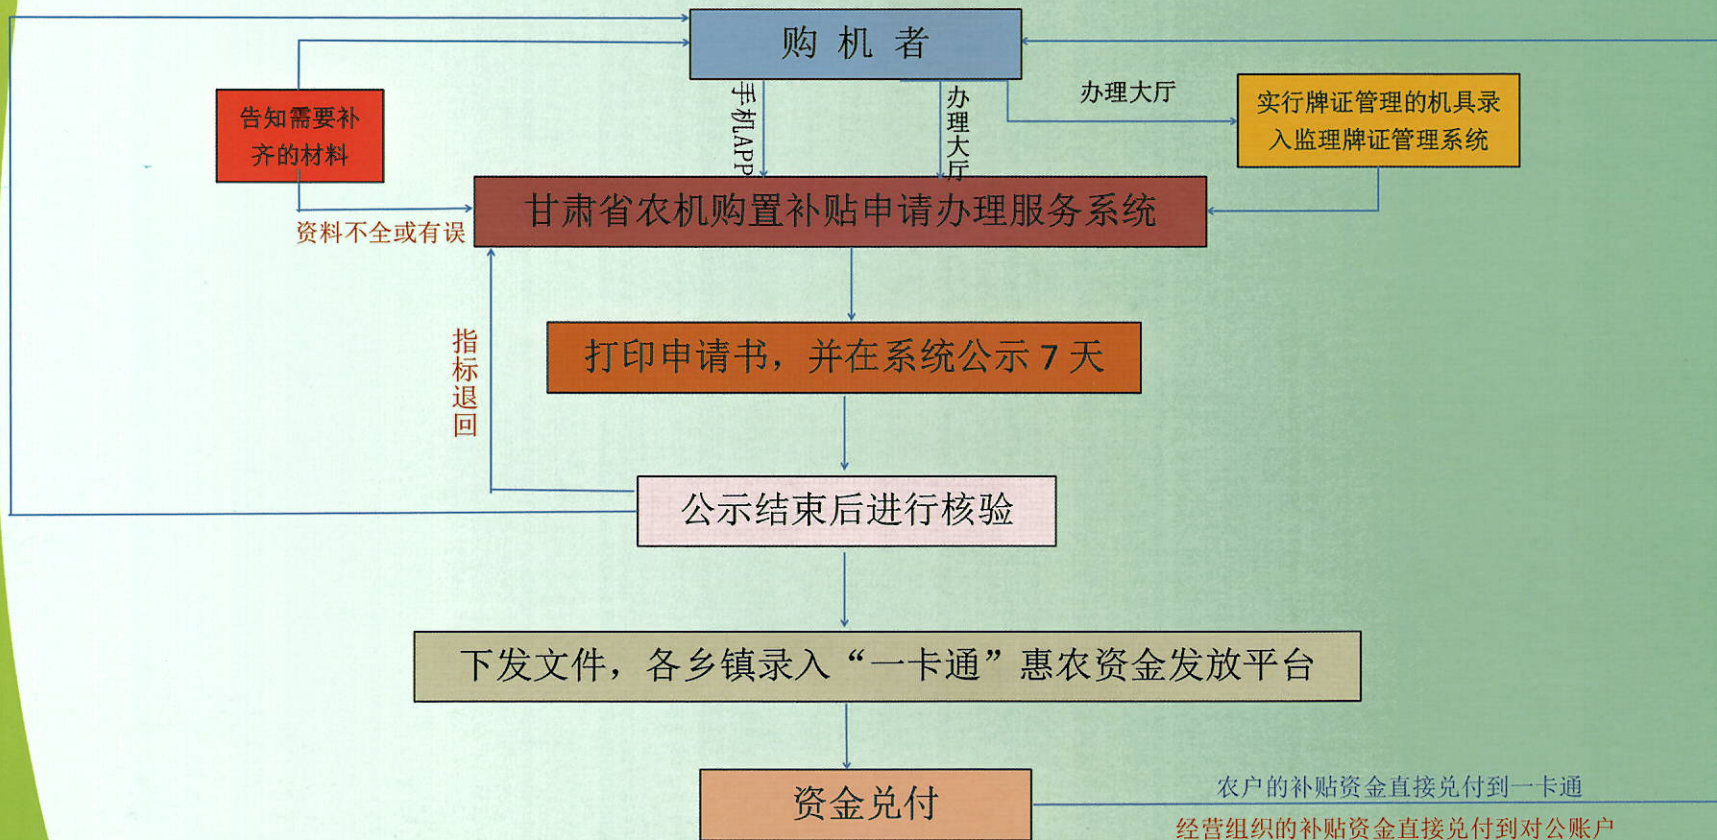 购机者
手机APP
办理大厅
办理大厅
实行牌证管理的机具录
入监理牌证管理系统
告知需要补
齐的材料
甘肃省农机购置补贴申请办理服务系统
资料不全或有误
指标退回
打印申请书，并在系统公示 7 天
公示结束后进行核验
下发文件，各乡镇录入“一卡通”惠农资金发放平台
资金兑付
农户的补贴资金直接兑付到一卡通
经营组织的补贴资金直接兑付到对公账户